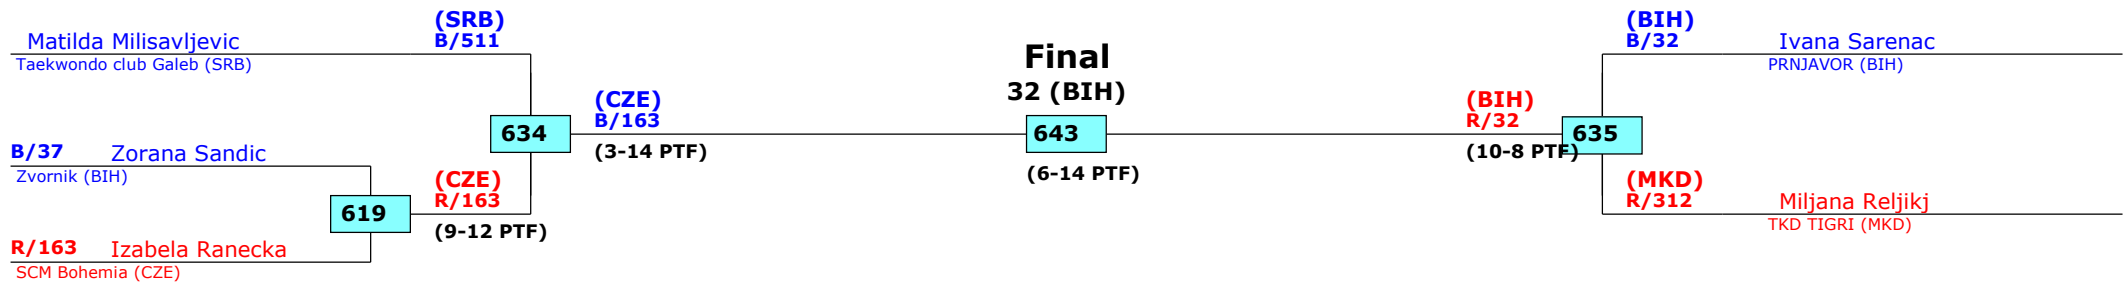 (SRB)
B/511
Matilda Milisavljevic
Taekwondo club Galeb (SRB)
B/37 Zorana Sandic
Zvornik (BIH)
R/163 Izabela Ranecka
SCM Bohemia (CZE)
619
(CZE)
R/163
(9-12 PTF)
634
(CZE)
B/163
(3-14 PTF)
Final
32 (BIH)
643
(6-14 PTF)
(BIH)
R/32
(10-8 PTF)
635
(BIH)
B/32
Ivana Sarenac
PRNJAVOR (BIH)
(MKD)
R/312
Miljana Reljikj
TKD TIGRI (MKD)